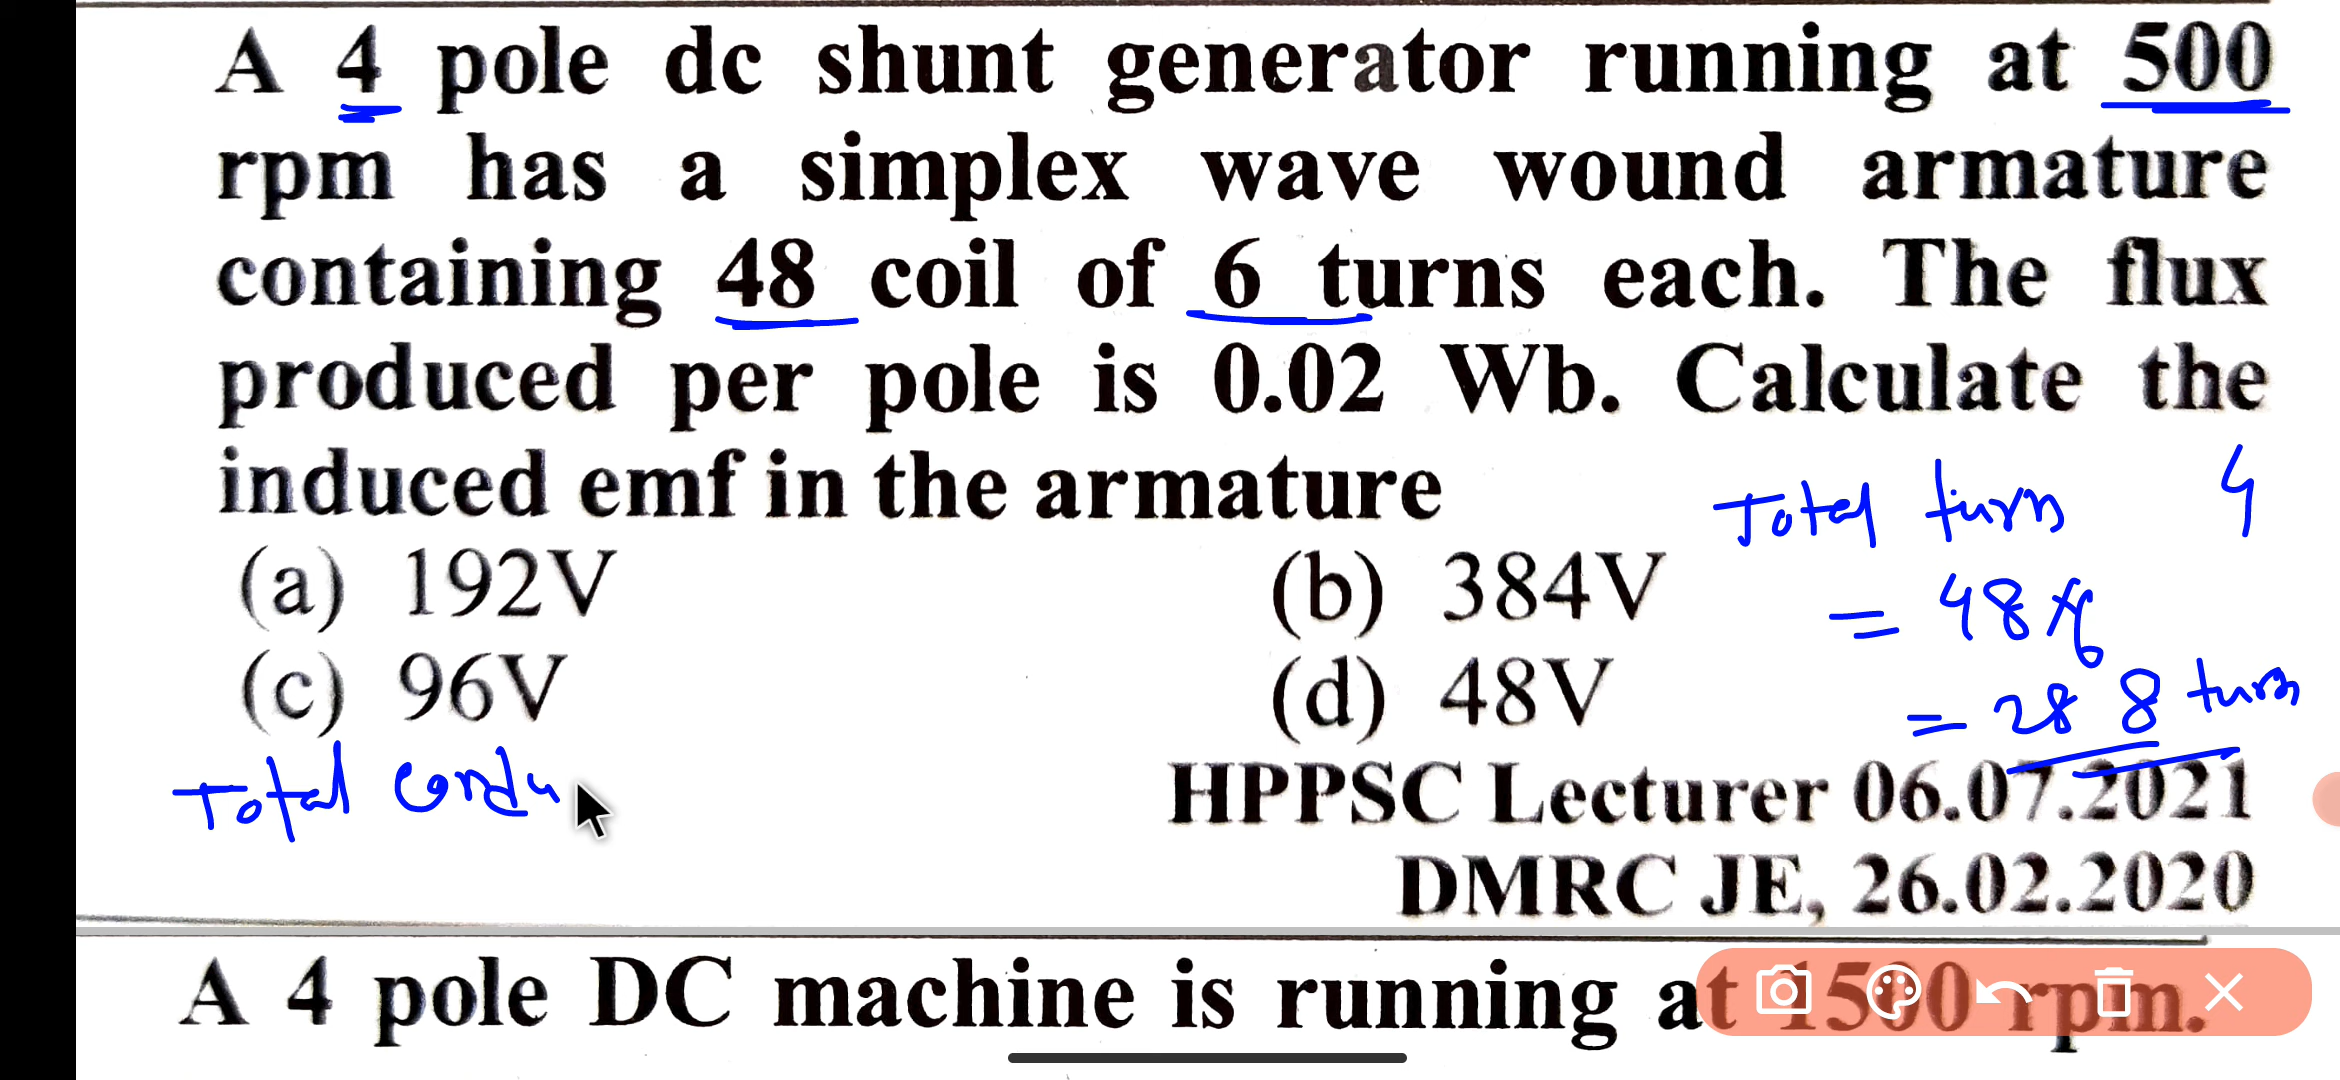 A 4 pole dc shunt generator running at 500
rpm has a simplex wave wound armature
containing 48 coil of 6 turns each. The flux
produced per pole is 0.02 Wb. Calculate the
induced emf in the armature
Total turn 4
(a) 192V (b) 384V
= 48×6
(c) 96V (d) 48V
= 288 turn
Total condu
HPPSC Lecturer 06.07.2021
DMRC JE, 26.02.2020
A 4 pole DC machine is running at 1500 rpm.